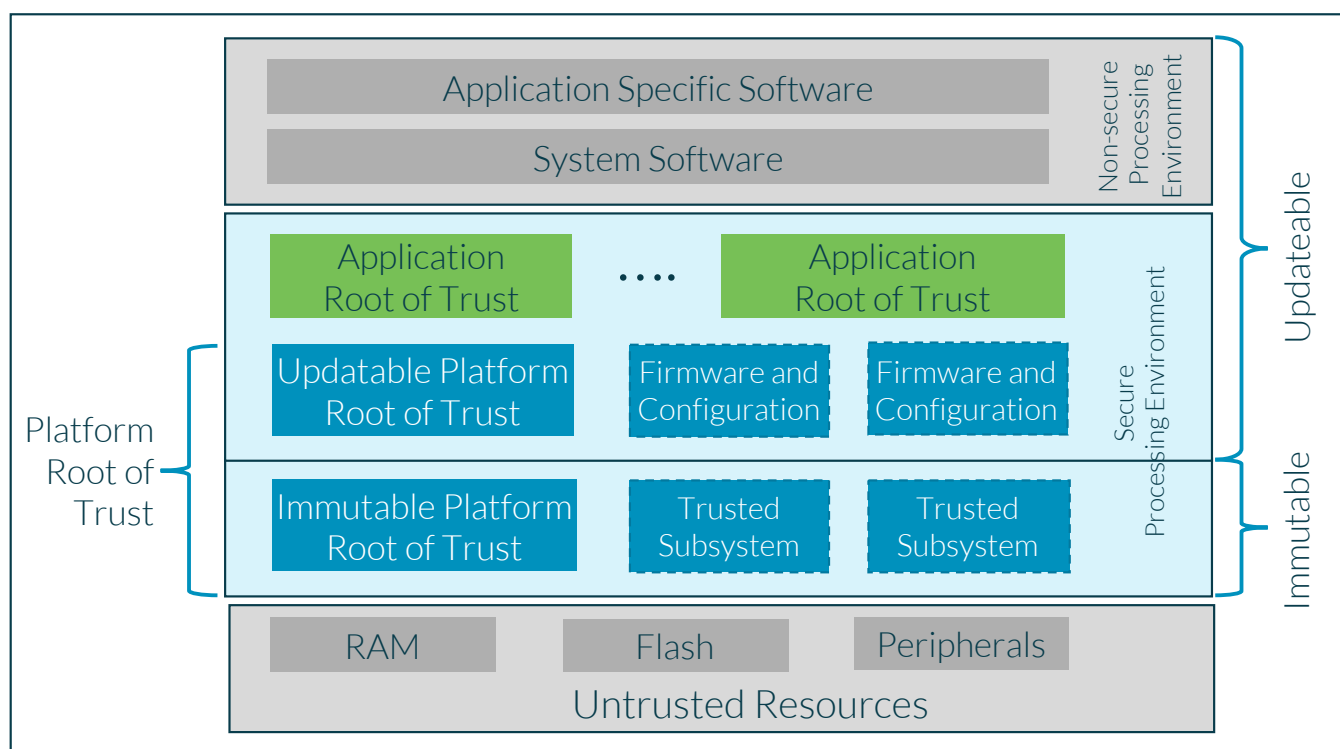 Application Specific Software
System Software
Non-secure
Processing
Environment
Updateable
Application
Root of Trust
....
Application
Root of Trust
Secure
Processing Environment
Platform
Root of
Trust
Updatable Platform
Root of Trust
Firmware and
Configuration
Firmware and
Configuration
Immutable Platform
Root of Trust
Trusted
Subsystem
Trusted
Subsystem
Immutable
RAM
Flash
Peripherals
Untrusted Resources